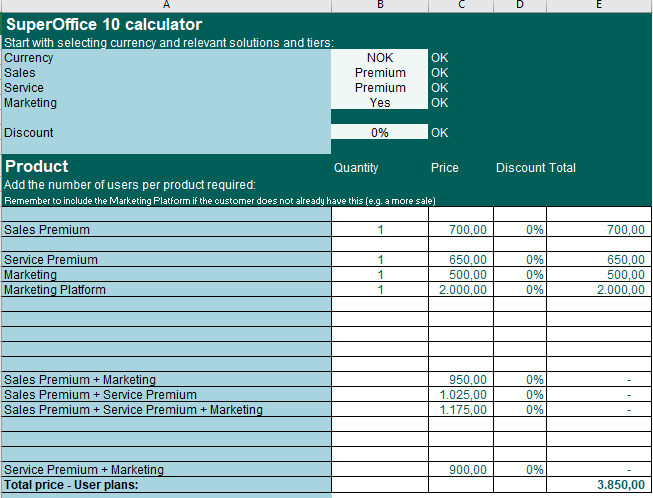 A B C D E
SuperOffice 10 calculator
Start with selecting currency and relevant solutions and tiers:
Currency NOK OK
Sales Premium OK
Service Premium OK
Marketing Yes OK
Discount 0% OK
Product Quantity Price Discount Total
Add the number of users per product required:
Remember to include the Marketing Platform if the customer does not already have this (e.g. a more sale)
Sales Premium 1 700,00 0% 700,00
Service Premium 1 650,00 0% 650,00
Marketing 1 500,00 0% 500,00
Marketing Platform 1 2.000,00 0% 2.000,00
Sales Premium + Marketing 950,00 0% -
Sales Premium + Service Premium 1.025,00 0% -
Sales Premium + Service Premium + Marketing 1.175,00 0% -
Service Premium + Marketing 900,00 0% -
Total price - User plans: 3.850,00